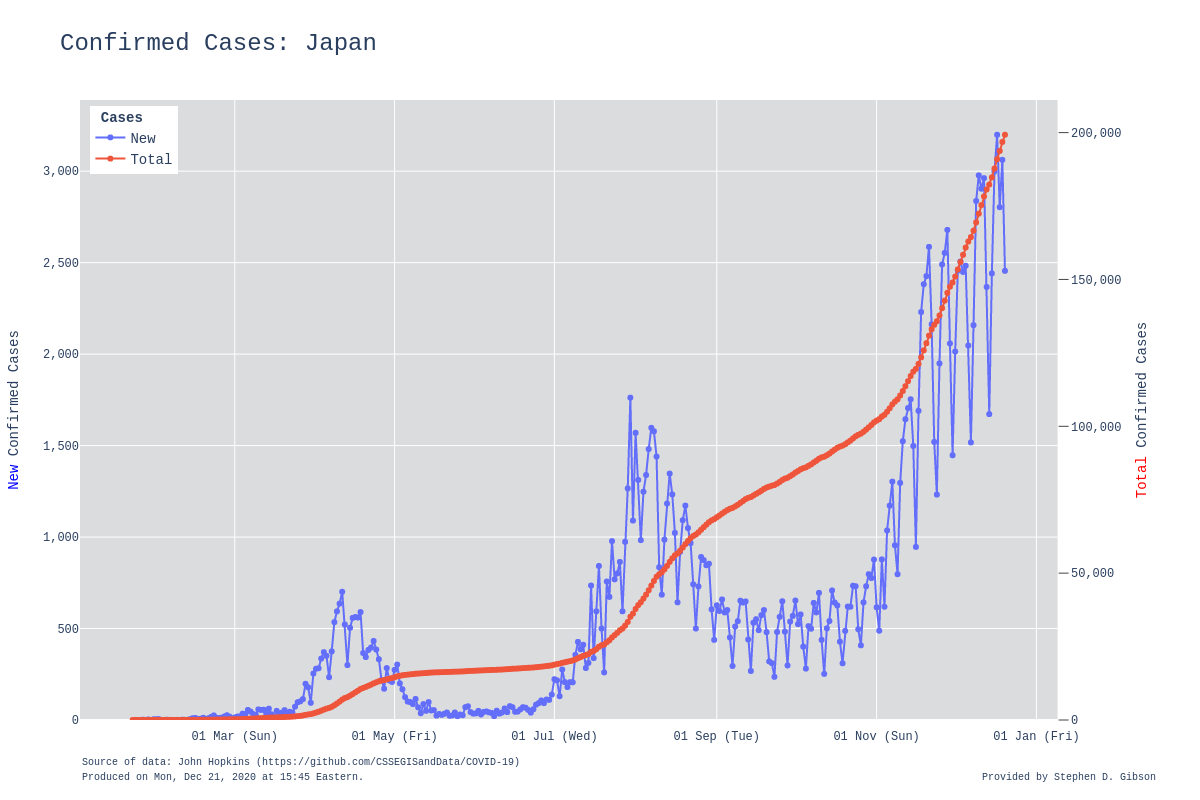 Confirmed Cases: Japan
Cases
New
Total
3,000
2,500
2,000
1,500
1,000
500
0
200,000
150,000
100,000
50,000
0
New Confirmed Cases
Total Confirmed Cases
01 Mar (Sun)
01 May (Fri)
01 Jul (Wed)
01 Sep (Tue)
01 Nov (Sun)
01 Jan (Fri)
Source of data: John Hopkins (https://github.com/CSSEGISandData/COVID-19)
Produced on Mon, Dec 21, 2020 at 15:45 Eastern.
Provided by Stephen D. Gibson